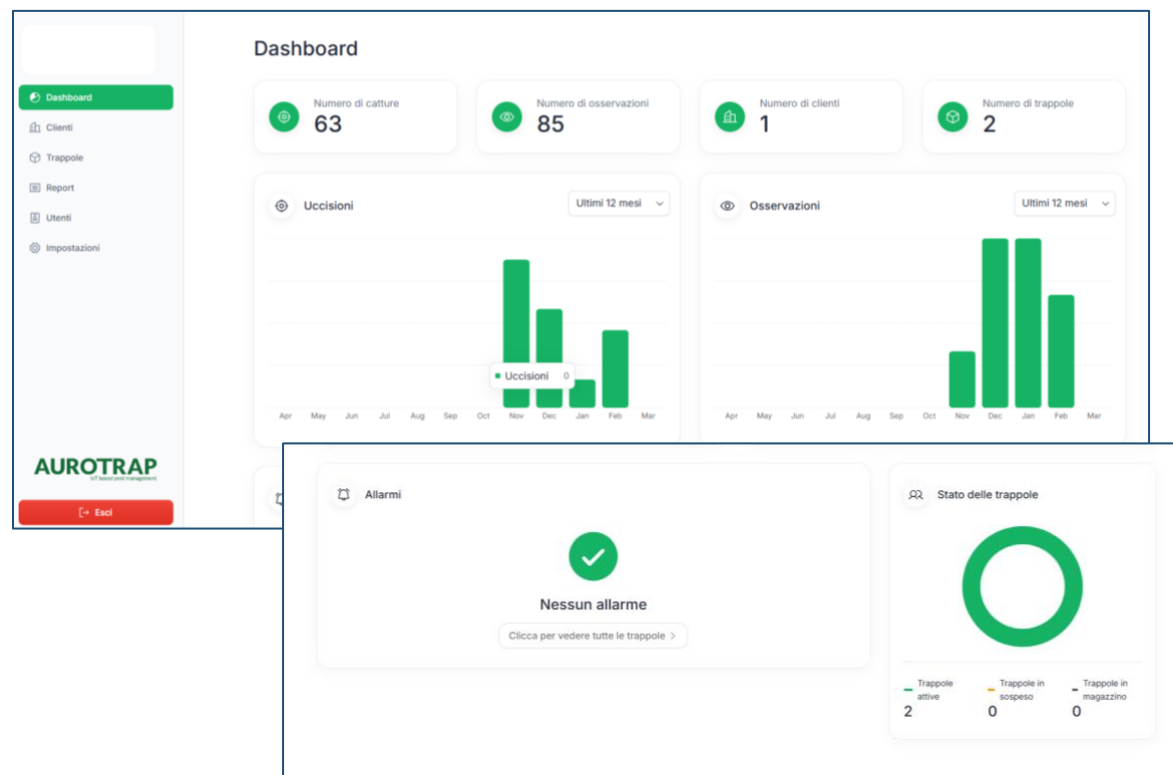 Dashboard
Clienti
Trappole
Report
Utenti
Impostazioni
AUROTRAP
IoT based pest management
Esci
Dashboard
Numero di catture
63
Numero di osservazioni
85
Numero di clienti
1
Numero di trappole
2
Uccisioni
Ultimi 12 mesi
Uccisioni 0
Apr May Jun Jul Aug Sep Oct Nov Dec Jan Feb Mar
Osservazioni
Ultimi 12 mesi
Apr May Jun Jul Aug Sep Oct Nov Dec Jan Feb Mar
Allarmi
Nessun allarme
Clicca per vedere tutte le trappole
Stato delle trappole
Trappole
attive
2
Trappole in
sospeso
0
Trappole in
magazzino
0